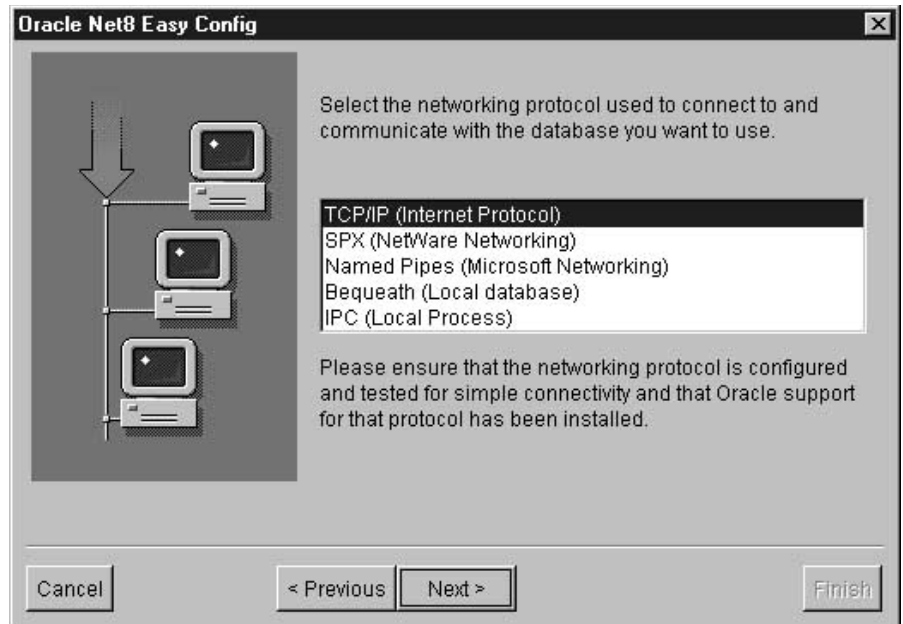 Oracle Net8 Easy Config
Select the networking protocol used to connect to and
communicate with the database you want to use.
TCP/IP (Internet Protocol)
SPX (NetWare Networking)
Named Pipes (Microsoft Networking)
Bequeath (Local database)
IPC (Local Process)
Please ensure that the networking protocol is configured
and tested for simple connectivity and that Oracle support
for that protocol has been installed.
Cancel
< Previous
Next >
Finish